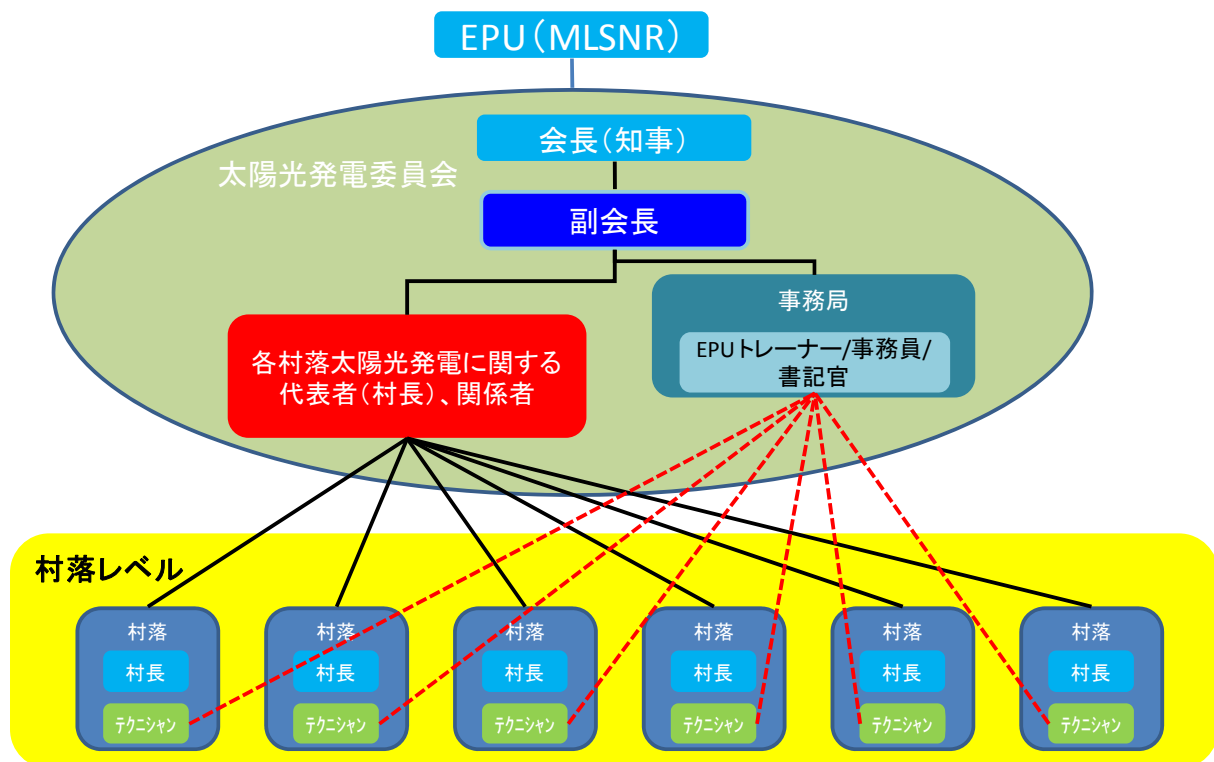 EPU（MLSNR）
会長（知事）
太陽光発電委員会
副会長
事務局
EPUトレーナー/事務員/
書記官
各村落太陽光発電に関する
代表者（村長）、関係者
村落レベル
村落
村長
テクニシャン
村落
村長
テクニシャン
村落
村長
テクニシャン
村落
村長
テクニシャン
村落
村長
テクニシャン
村落
村長
テクニシャン